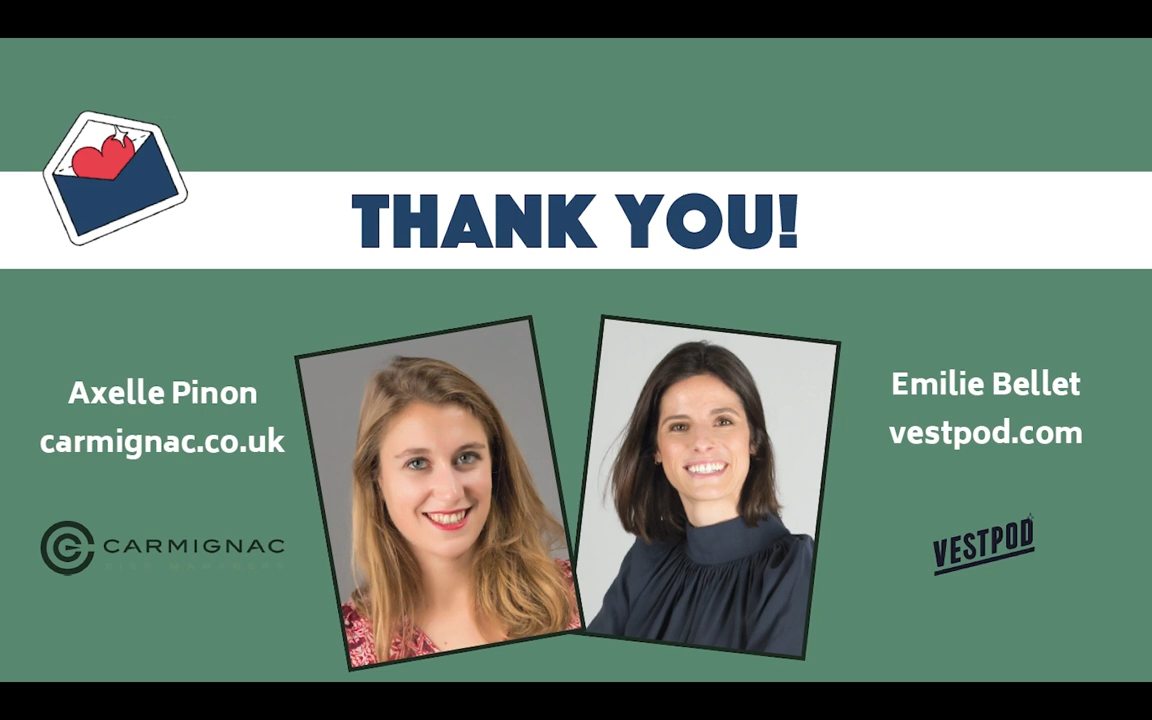 THANK YOU!
Axelle Pinon
carmignac.co.uk
CARMIGNAC
Emilie Bellet
vestpod.com
VESTPOD